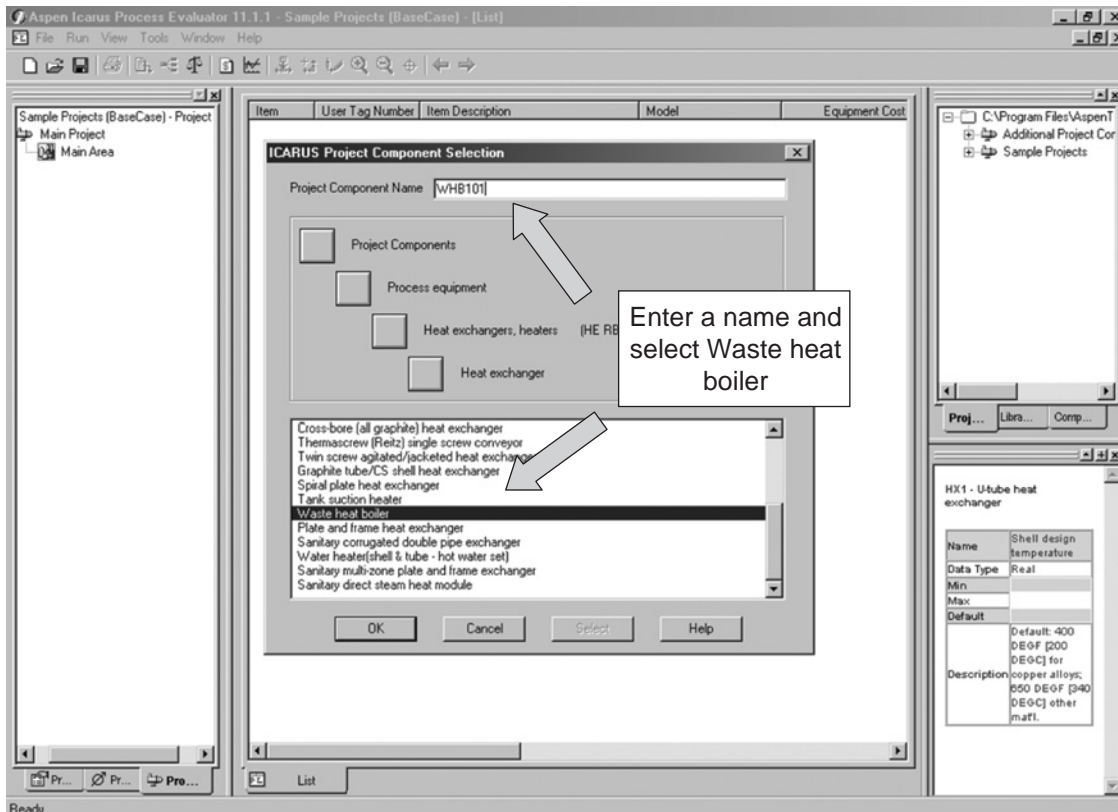 Aspen Icarus Process Evaluator 11.1.1 - Sample Projects (BaseCase) - [List]
File Run View Tools Window Help
Sample Projects (BaseCase) - Project
Main Project
Main Area
Item User Tag Number Item Description Model Equipment Cost
ICARUS Project Component Selection
Project Component Name WHB101
Project Components
Process equipment
Heat exchangers, heaters (HE RB
Heat exchanger
Enter a name and
select Waste heat
boiler
Cross-bore (all graphite) heat exchanger
Thermascrew (Reitz) single screw conveyor
Twin screw agitated/jacketed heat exchange
Graphite tube/CS shell heat exchanger
Spiral plate heat exchanger
Tank suction heater
Waste heat boiler
Plate and frame heat exchanger
Sanitary corrugated double pipe exchanger
Water heater(shell & tube - hot water set)
Sanitary multi-zone plate and frame exchanger
Sanitary direct steam heat module
OK Cancel Select Help
C:\Program Files\AspenT
Additional Project Cor
Sample Projects
Proj... Libra... Comp...
HX1 - U-tube heat
exchanger
Name Shell design
temperature
Data Type Real
Min
Max
Default
Description Default: 400
DEGF [200
DEGC] for
copper alloys;
650 DEGF [340
DEGC] other
mat'l.
Pr... Pr... Pro...
List
Ready